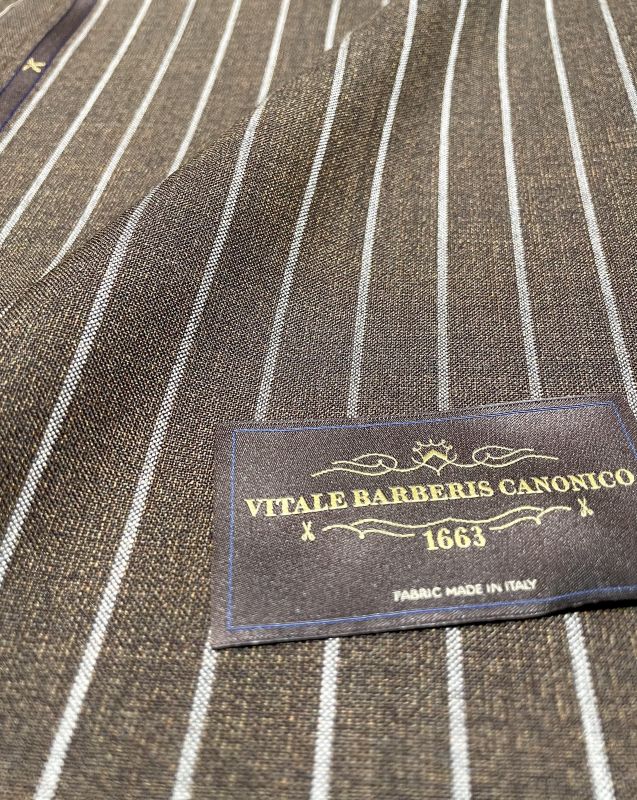 VITALE BARBERIS CANONICO
1663
FABRIC MADE IN ITALY